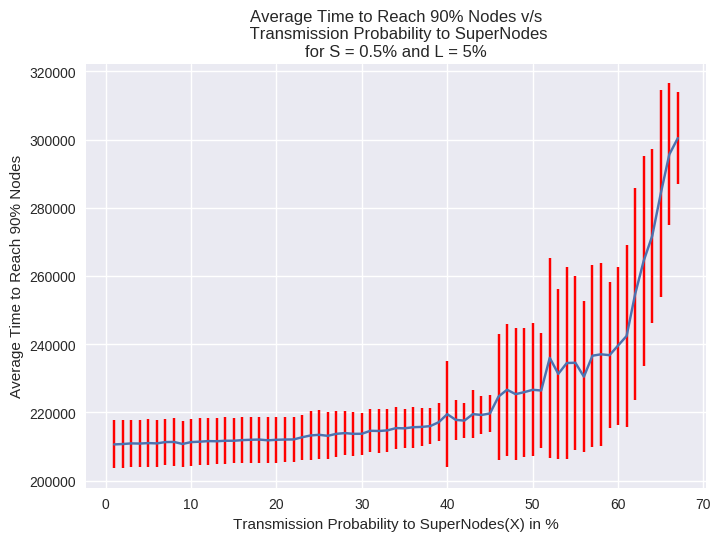 Average Time to Reach 90% Nodes v/s
Transmission Probability to SuperNodes
for S = 0.5% and L = 5%
Average Time to Reach 90% Nodes
320000
300000
280000
260000
240000
220000
200000
0 10 20 30 40 50 60 70
Transmission Probability to SuperNodes(X) in %